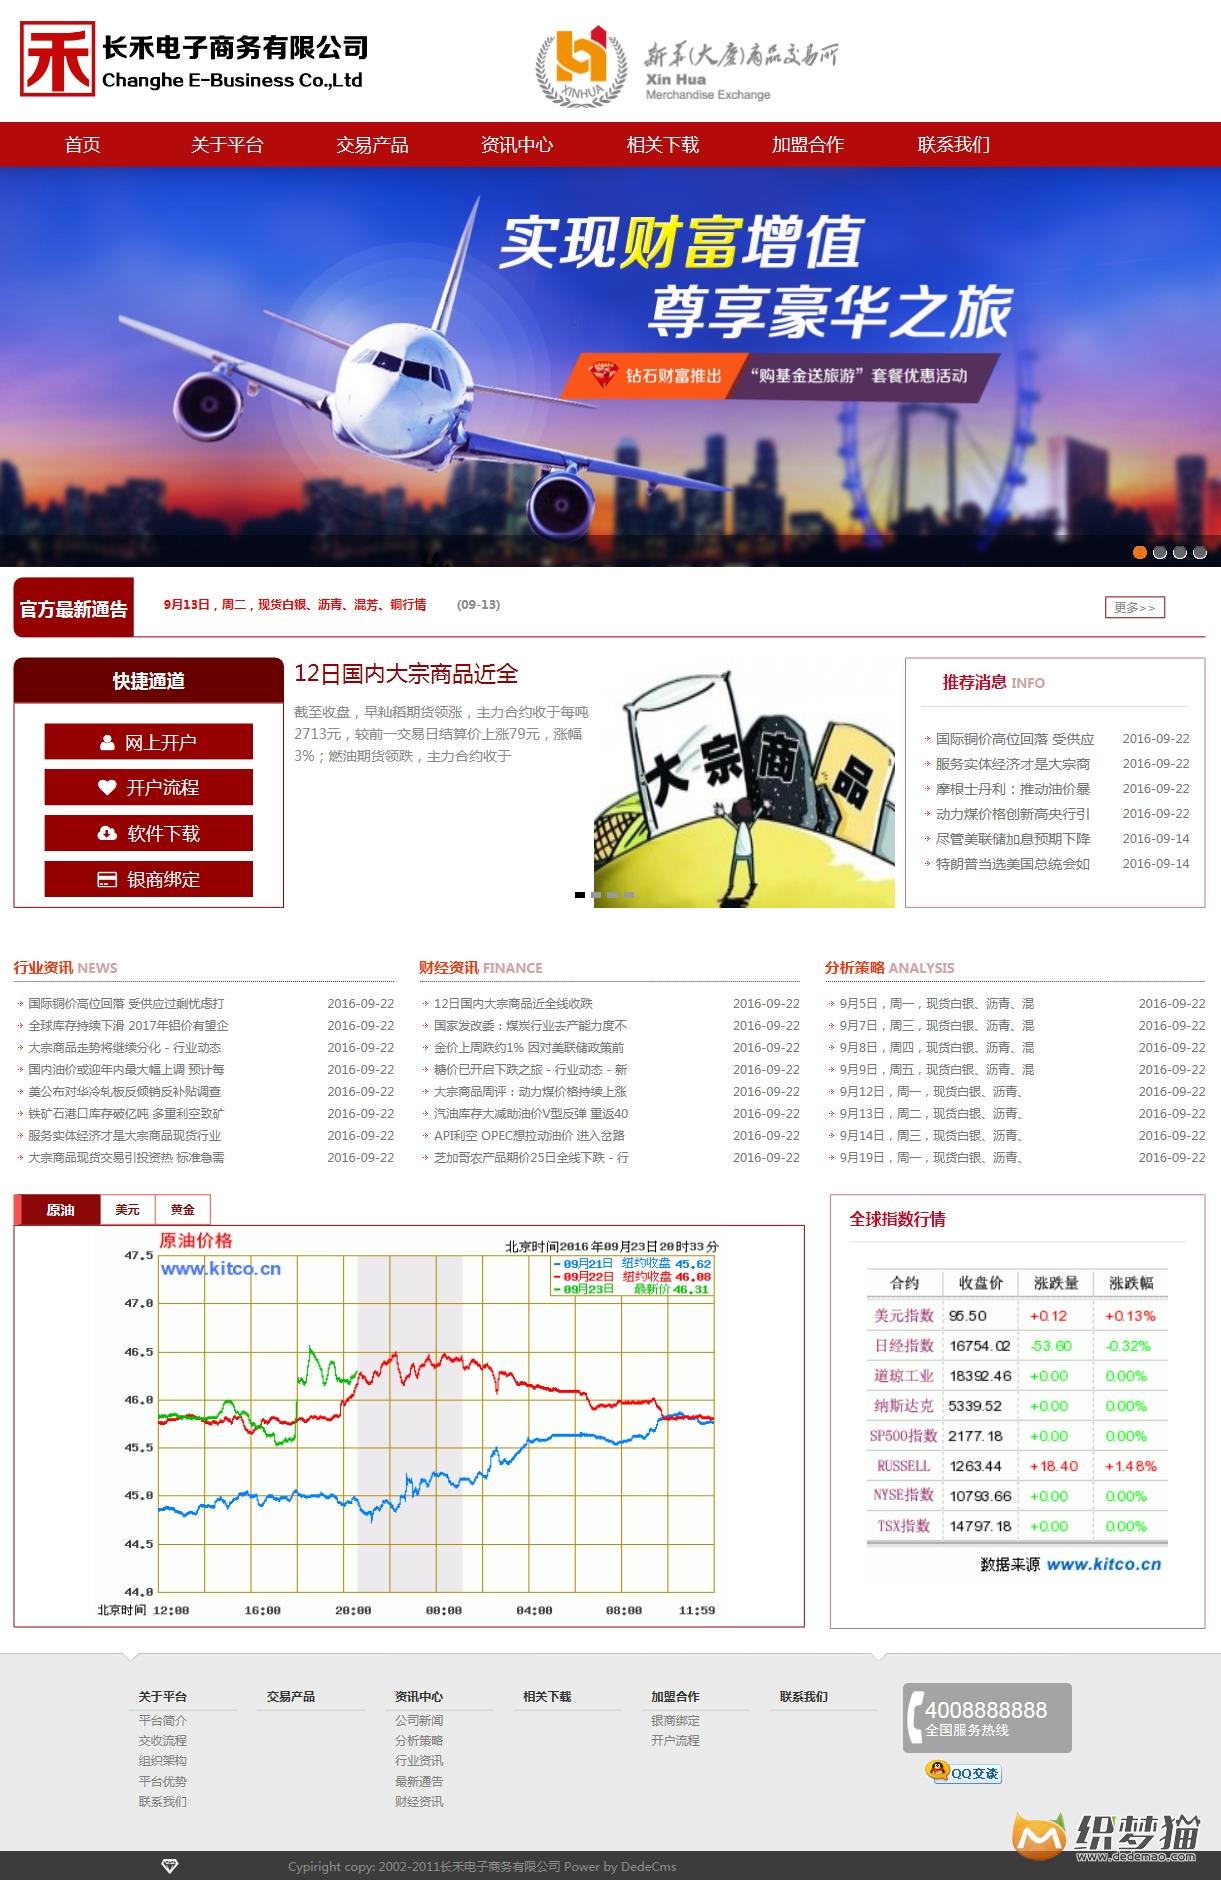 禾
长禾电子商务有限公司
Changhe E-Business Co.,Ltd
XINHUA
新华(大庆)商品交易所
Xin Hua
Merchandise Exchange
首页 关于平台 交易产品 资讯中心 相关下载 加盟合作 联系我们
实现财富增值
尊享豪华之旅
钻石财富推出 “购基金送旅游”套餐优惠活动
官方最新通告 9月13日，周二，现货白银、沥青、混芳、铜行情 (09-13) 更多>>
快捷通道
网上开户
开户流程
软件下载
银商绑定
12日国内大宗商品近全
截至收盘，早籼稻期货领涨，主力合约收于每吨
2713元，较前一交易日结算价上涨79元，涨幅
3%；燃油期货领跌，主力合约收于
大宗商品
推荐消息 INFO
国际铜价高位回落 受供应 2016-09-22
服务实体经济才是大宗商 2016-09-22
摩根士丹利：推动油价暴 2016-09-22
动力煤价格创新高央行引 2016-09-22
尽管美联储加息预期下降 2016-09-14
特朗普当选美国总统会如 2016-09-14
行业资讯 NEWS
国际铜价高位回落 受供应过剩忧虑打 2016-09-22
全球库存持续下滑 2017年铝价有望企 2016-09-22
大宗商品走势将继续分化 - 行业动态 2016-09-22
国内油价或迎年内最大幅上调 预计每 2016-09-22
美公布对华冷轧板反倾销反补贴调查 2016-09-22
铁矿石港口库存破亿吨 多重利空致矿 2016-09-22
服务实体经济才是大宗商品现货行业 2016-09-22
大宗商品现货交易引投资热 标准急需 2016-09-22
财经资讯 FINANCE
12日国内大宗商品近全线收跌 2016-09-22
国家发改委：煤炭行业去产能力度不 2016-09-22
金价上周跌约1% 因对美联储政策前 2016-09-22
糖价已开启下跌之旅 - 行业动态 - 新 2016-09-22
大宗商品周评：动力煤价格持续上涨 2016-09-22
汽油库存大减助油价V型反弹 重返40 2016-09-22
API利空 OPEC想拉动油价 进入岔路 2016-09-22
芝加哥农产品期价25日全线下跌 - 行 2016-09-22
分析策略 ANALYSIS
9月5日，周一，现货白银、沥青、混 2016-09-22
9月7日，周三，现货白银、沥青、混 2016-09-22
9月8日，周四，现货白银、沥青、混 2016-09-22
9月9日，周五，现货白银、沥青、混 2016-09-22
9月12日，周一，现货白银、沥青、 2016-09-22
9月13日，周二，现货白银、沥青、 2016-09-22
9月14日，周三，现货白银、沥青、 2016-09-22
9月19日，周一，现货白银、沥青、 2016-09-22
原油 美元 黄金
原油价格
北京时间2016年09月23日20时33分
www.kitco.cn
09月21日 纽约收盘 45.62
09月22日 纽约收盘 46.08
09月23日 最新价 46.31
47.5
47.0
46.5
46.0
45.5
45.0
44.5
44.0
北京时间 12:00 16:00 20:00 00:00 04:00 08:00 11:59
全球指数行情
合约 收盘价 涨跌量 涨跌幅
美元指数 95.50 +0.12 +0.13%
日经指数 16754.02 -53.60 -0.32%
道琼工业 18392.46 +0.00 0.00%
纳斯达克 5339.52 +0.00 0.00%
SP500指数 2177.18 +0.00 0.00%
RUSSELL 1263.44 +18.40 +1.48%
NYSE指数 10793.66 +0.00 0.00%
TSX指数 14797.18 +0.00 0.00%
数据来源 www.kitco.cn
关于平台
平台简介
交收流程
组织架构
平台优势
联系我们
交易产品
资讯中心
公司新闻
分析策略
行业资讯
最新通告
财经资讯
相关下载
加盟合作
银商绑定
开户流程
联系我们
4008888888
全国服务热线
QQ交谈
织梦猫
www.dedemao.com
Cypiright copy: 2002-2011长禾电子商务有限公司 Power by DedeCms